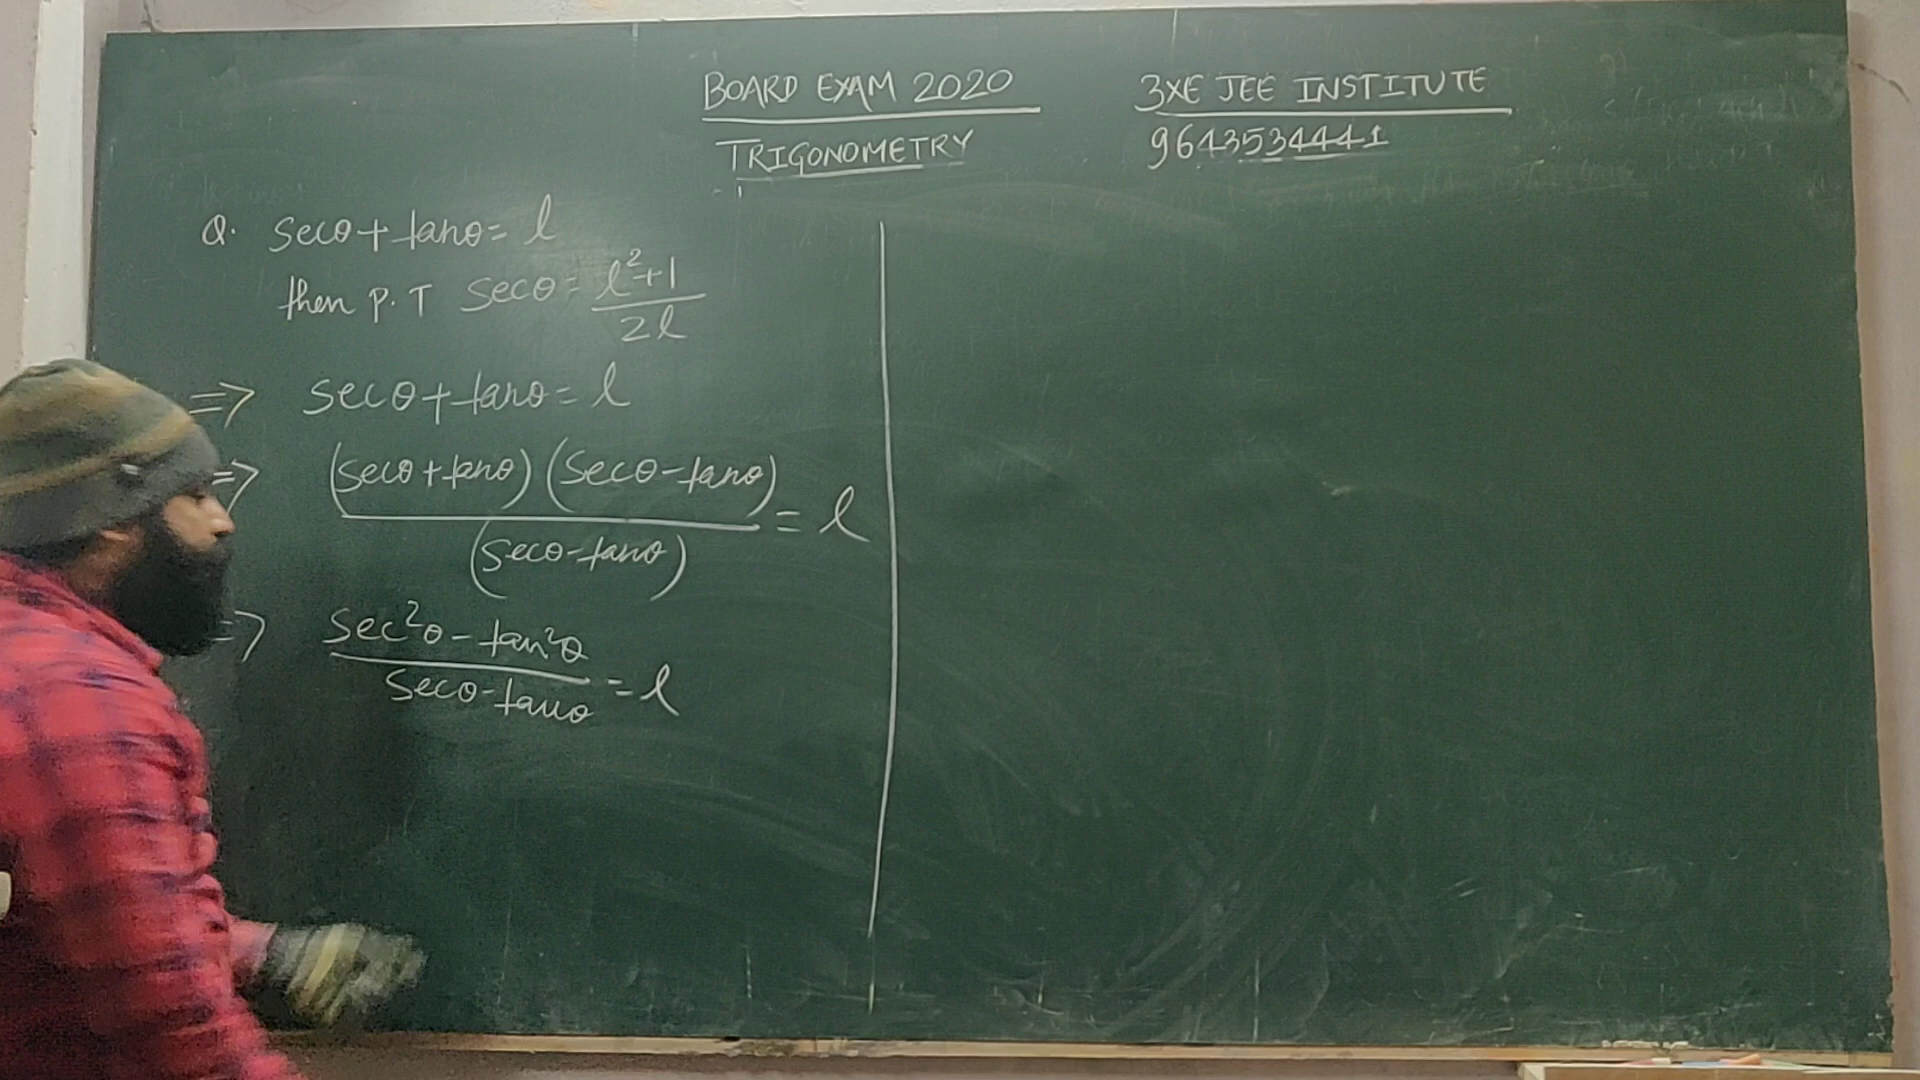 BOARD EXAM 2020
TRIGONOMETRY
3XE JEE INSTITUTE
9643534441
Q. secθ + tanθ = l
then P.T secθ = l²+1 / 2l
=> secθ + tanθ = l
=> (secθ + tanθ) (secθ - tanθ) / (secθ - tanθ) = l
=> sec²θ - tan²θ / secθ - tanθ = l